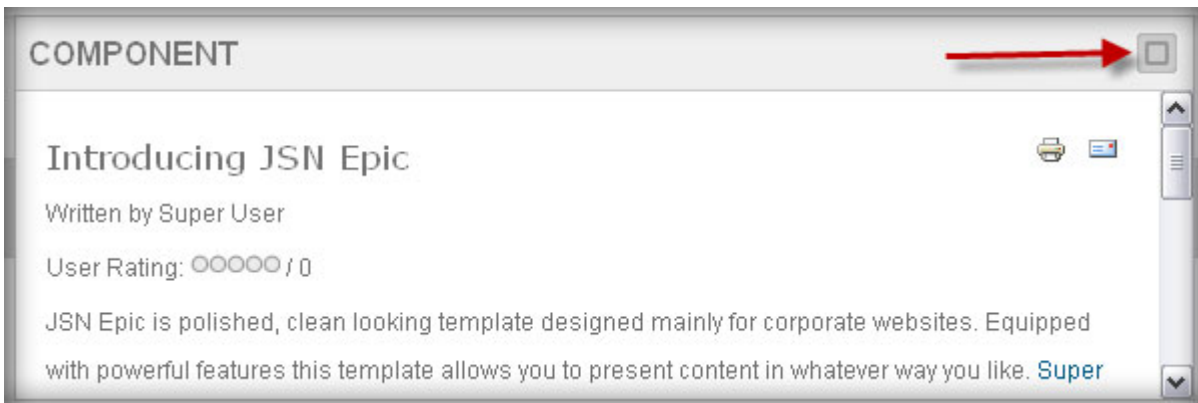 COMPONENT
Introducing JSN Epic
Written by Super User
User Rating: / 0
JSN Epic is polished, clean looking template designed mainly for corporate websites. Equipped
with powerful features this template allows you to present content in whatever way you like. Super